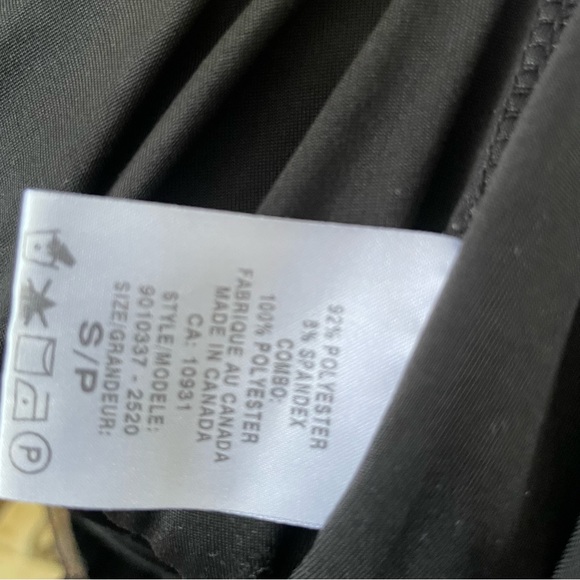 92% POLYESTER
8% SPANDEX
COMBO:
100% POLYESTER
FABRIQUE AU CANADA
MADE IN CANADA
CA: 10931
STYLE/MODELE:
9010337 - 2520
SIZE/GRANDEUR:
S/P
P